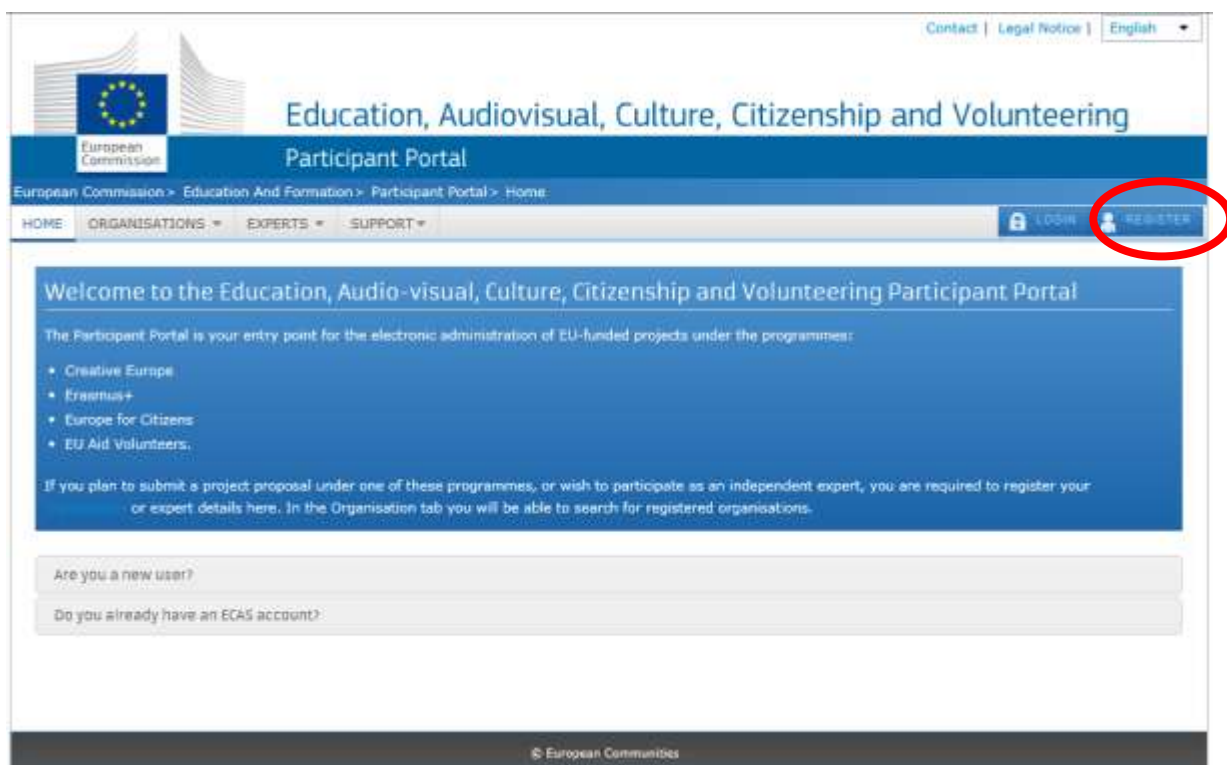 Contact | Legal Notice | English
Education, Audiovisual, Culture, Citizenship and Volunteering
European
Commission
Participant Portal
European Commission > Education And Formation > Participant Portal > Home
HOME ORGANISATIONS EXPERTS SUPPORT LOGIN REGISTER
Welcome to the Education, Audio-visual, Culture, Citizenship and Volunteering Participant Portal
The Participant Portal is your entry point for the electronic administration of EU-funded projects under the programmes:
• Creative Europe
• Erasmus+
• Europe for Citizens
• EU Aid Volunteers.
If you plan to submit a project proposal under one of these programmes, or wish to participate as an independent expert, you are required to register your
or expert details here. In the Organisation tab you will be able to search for registered organisations.
Are you a new user?
Do you already have an ECAS account?
© European Communities